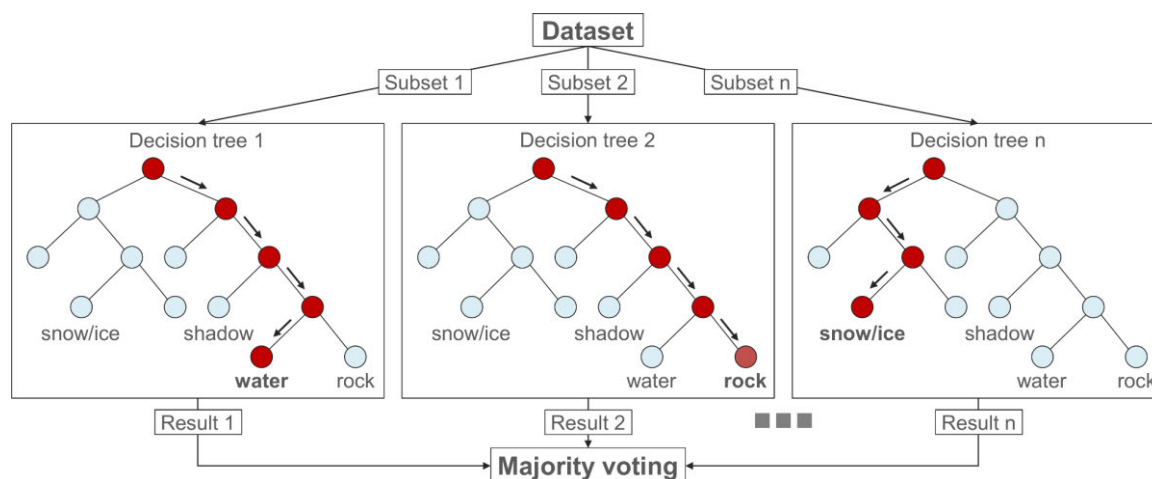 Dataset
Subset 1
Subset 2
Subset n
Decision tree 1
snow/ice
shadow
water
rock
Decision tree 2
snow/ice
shadow
water
rock
Decision tree n
snow/ice
shadow
water
rock
Result 1
Result 2
Result n
Majority voting